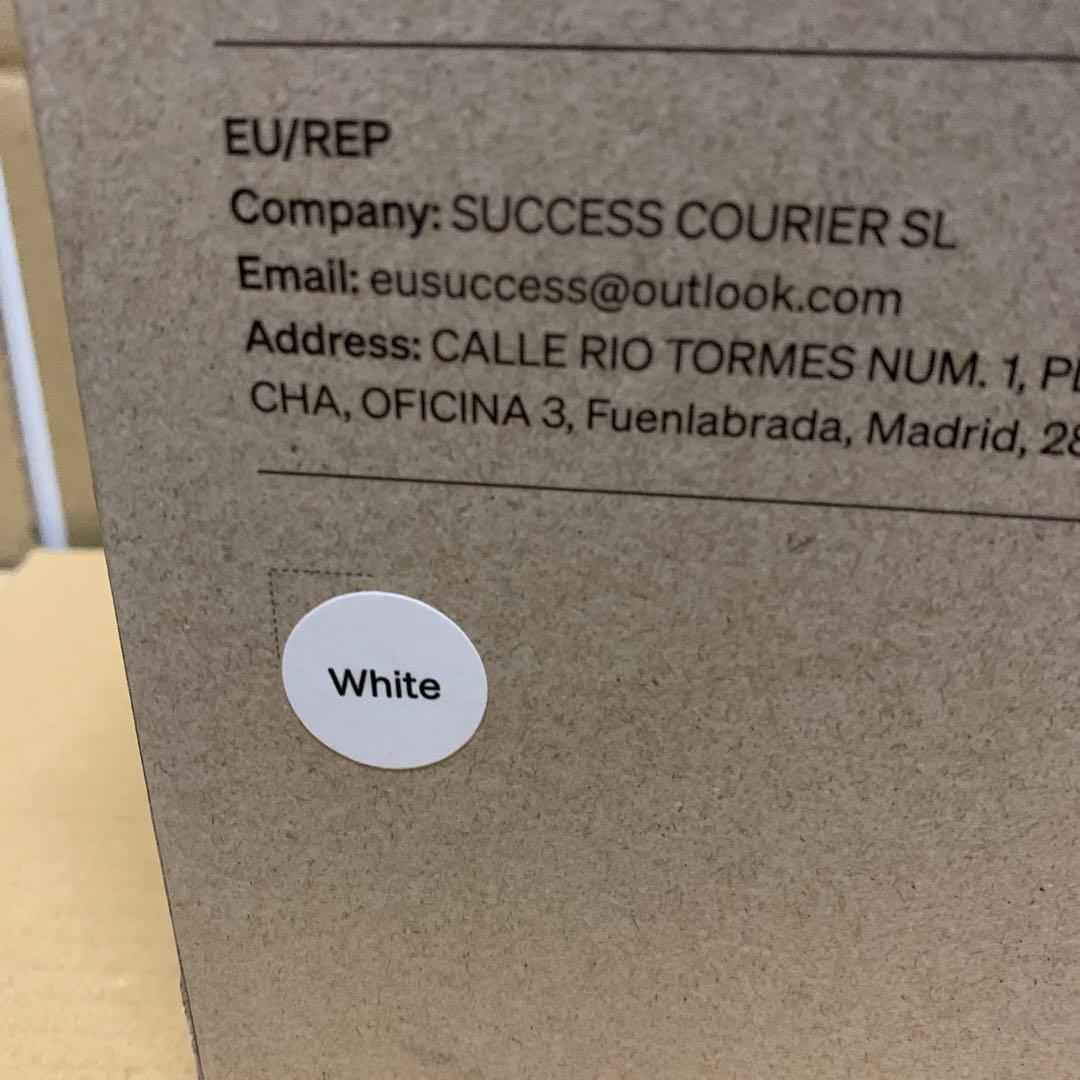 EU/REP
Company: SUCCESS COURIER SL
Email: eusuccess@outlook.com
Address: CALLE RIO TORMES NUM. 1,
CHA, OFICINA 3, Fuenlabrada, Madrid,
White